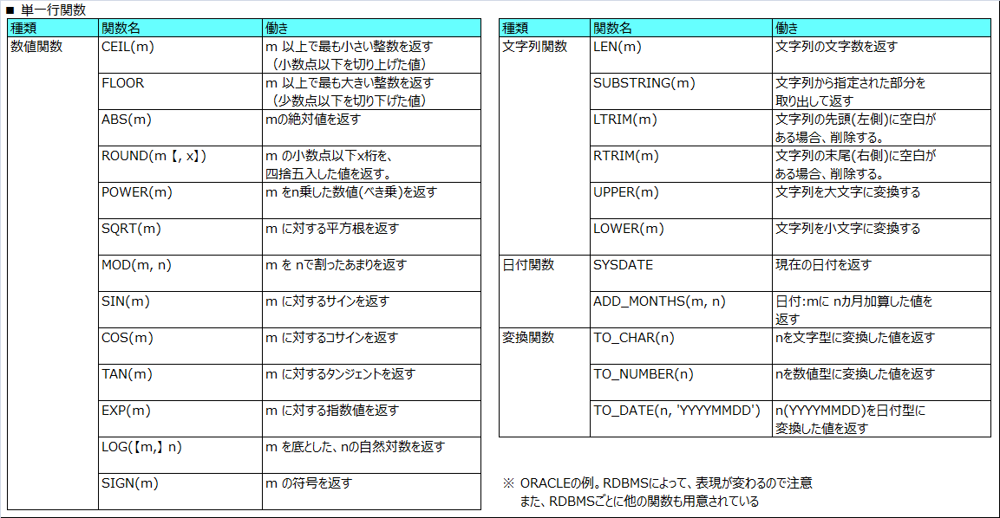 ■ 単一行関数
種類 関数名 働き
数値関数 CEIL(m) m 以上で最も小さい整数を返す
（小数点以下を切り上げた値）
FLOOR m 以上で最も大きい整数を返す
（少数点以下を切り下げた値）
ABS(m) mの絶対値を返す
ROUND(m【, x】) m の小数点以下x桁を、
四捨五入した値を返す。
POWER(m) m をn乗した数値(べき乗)を返す
SQRT(m) m に対する平方根を返す
MOD(m, n) m を nで割ったあまりを返す
SIN(m) m に対するサインを返す
COS(m) m に対するコサインを返す
TAN(m) m に対するタンジェントを返す
EXP(m) m に対する指数値を返す
LOG(【m,】 n) m を底とした、nの自然対数を返す
SIGN(m) m の符号を返す
種類 関数名 働き
文字列関数 LEN(m) 文字列の文字数を返す
SUBSTRING(m) 文字列から指定された部分を
取り出して返す
LTRIM(m) 文字列の先頭(左側)に空白が
ある場合、削除する。
RTRIM(m) 文字列の末尾(右側)に空白が
ある場合、削除する。
UPPER(m) 文字列を大文字に変換する
LOWER(m) 文字列を小文字に変換する
日付関数 SYSDATE 現在の日付を返す
ADD_MONTHS(m, n) 日付:mに nカ月加算した値を
返す
変換関数 TO_CHAR(n) nを文字型に変換した値を返す
TO_NUMBER(n) nを数値型に変換した値を返す
TO_DATE(n, 'YYYYMMDD') n(YYYYMMDD)を日付型に
変換した値を返す
※ ORACLEの例。RDBMSによって、表現が変わるので注意
また、RDBMSごとに他の関数も用意されている